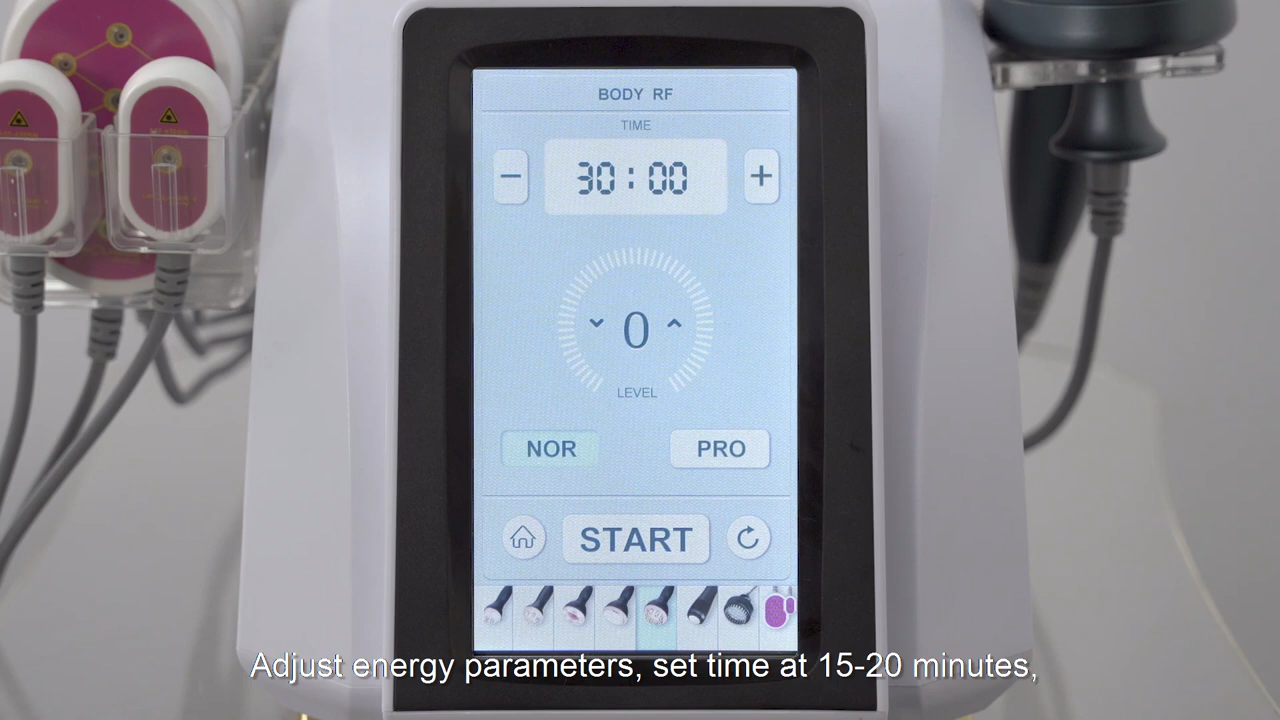 BODY RF
TIME
− 30:00 +
0
LEVEL
NOR PRO
START
Adjust energy parameters, set time at 15-20 minutes,